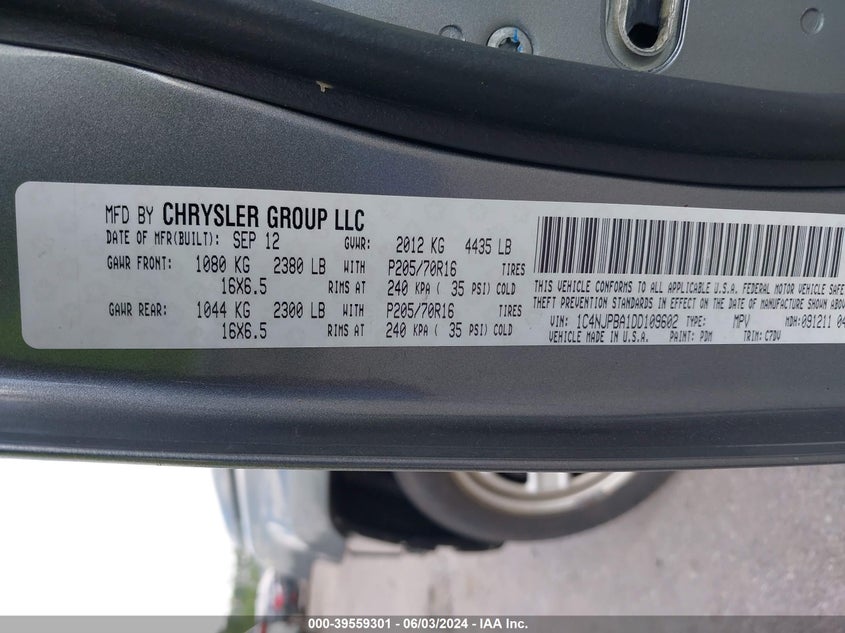 MFD BY CHRYSLER GROUP LLC
DATE OF MFR(BUILT): SEP 12 GVWR: 2012 KG 4435 LB
GAWR FRONT: 1080 KG 2380 LB WITH P205/70R16 TIRES
16X6.5 RIMS AT 240 KPA ( 35 PSI) COLD
GAWR REAR: 1044 KG 2300 LB WITH P205/70R16 TIRES
16X6.5 RIMS AT 240 KPA ( 35 PSI) COLD
THIS VEHICLE CONFORMS TO ALL APPLICABLE U.S.A. FEDERAL MOTOR VEHICLE SAFE
THEFT PREVENTION STANDARDS IN EFFECT ON THE DATE OF MANUFACTURE SHOWN ABOV
VIN: 1C4NJPBA1DD109602 TYPE: MPV MDH:091211 04
VEHICLE MADE IN U.S.A. PAINT: PDM TRIM: C7DV
000-39559301 - 06/03/2024 - IAA Inc.